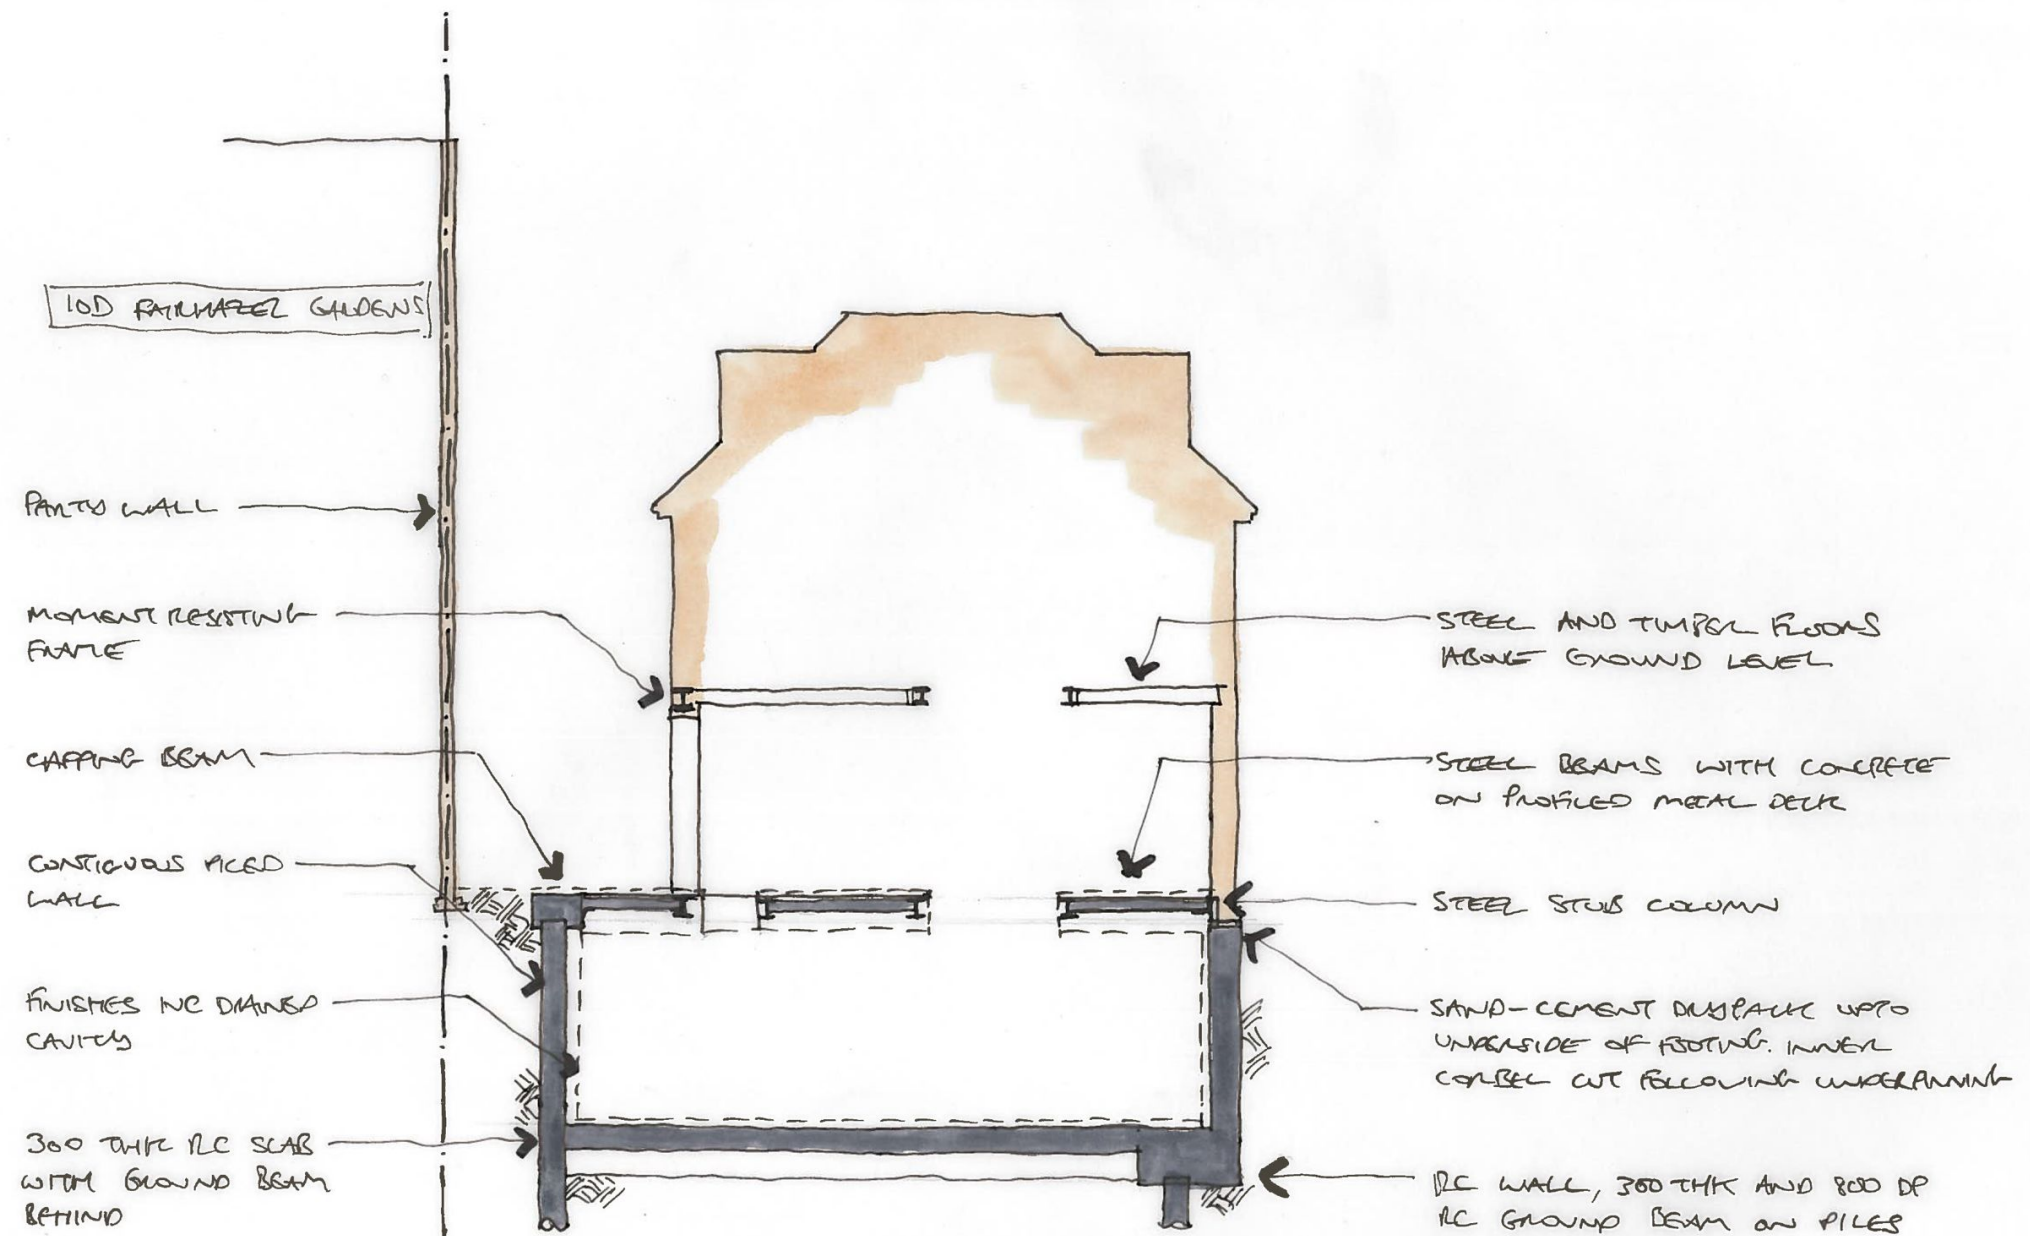 10D FAIRHAZEL GARDENS
PARTY WALL
MOMENT RESISTING
FRAME
CAPPING BEAM
CONTIGUOUS PILED
WALL
FINISHES INC DRAINED
CAVITY
300 THK RC SLAB
WITH GROUND BEAM
BEHIND
STEEL AND TIMBER FLOORS
ABOVE GROUND LEVEL
STEEL BEAMS WITH CONCRETE
ON PROFILED METAL DECK
STEEL STUB COLUMN
SAND-CEMENT DRYPACK UPTO
UNDERSIDE OF FOOTING. INNER
CORBEL CUT FOLLOWING UNDERPINNING
RC WALL, 300 THK AND 800 DP
RC GROUND BEAM ON PILES